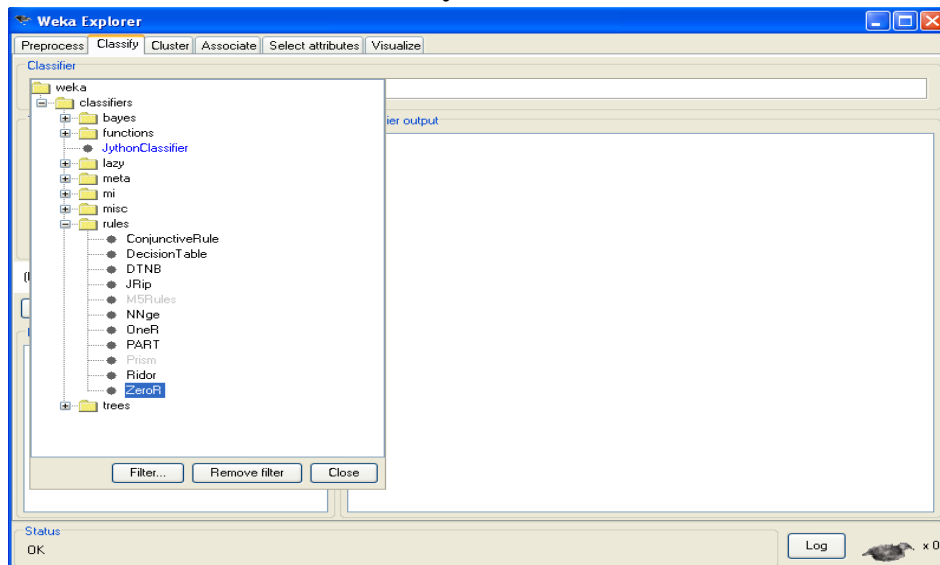 Weka Explorer
Preprocess Classify Cluster Associate Select attributes Visualize
Classifier
weka
classifiers
bayes
ier output
functions
JythonClassifier
lazy
meta
mi
misc
rules
ConjunctiveRule
DecisionTable
DTNB
JRip
M5Rules
NNge
OneR
PART
Prism
Ridor
ZeroR
trees
Filter... Remove filter Close
Status
OK
Log x 0